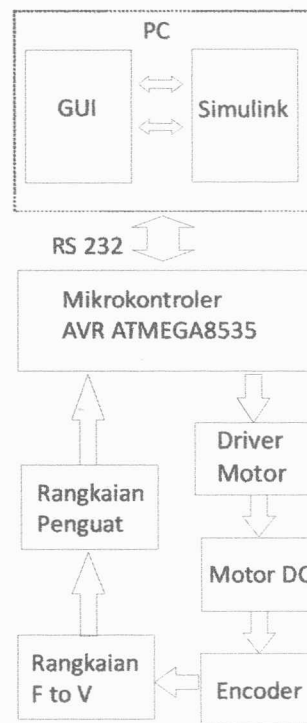 PC
GUI
Simulink
RS 232
Mikrokontroler
AVR ATMEGA8535
Driver
Motor
Rangkaian
Penguat
Motor DC
Rangkaian
F to V
Encoder